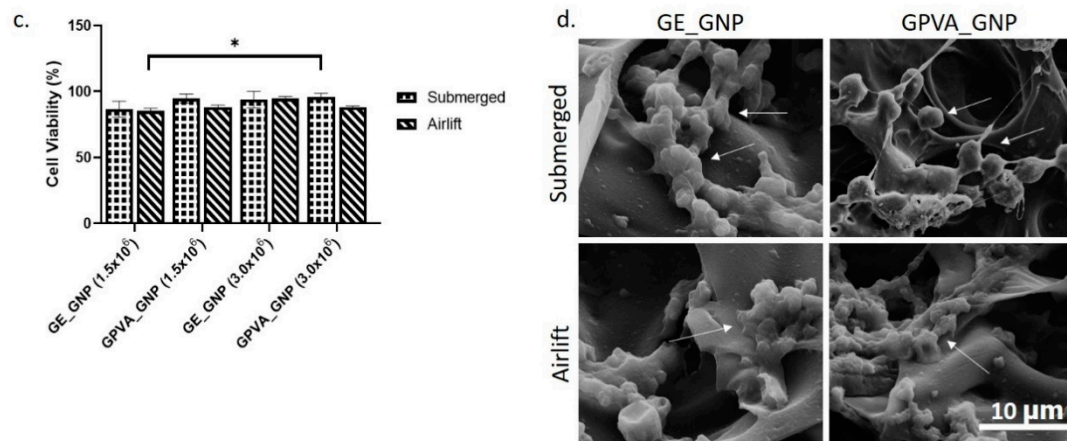 c.
150
*
100
50
0
Cell Viability (%)
Submerged
Airlift
GE_GNP (1.5x10⁶)
GPVA_GNP (1.5x10⁶)
GE_GNP (3.0x10⁶)
GPVA_GNP (3.0x10⁶)
d.
GE_GNP
GPVA_GNP
Submerged
Airlift
10 µm